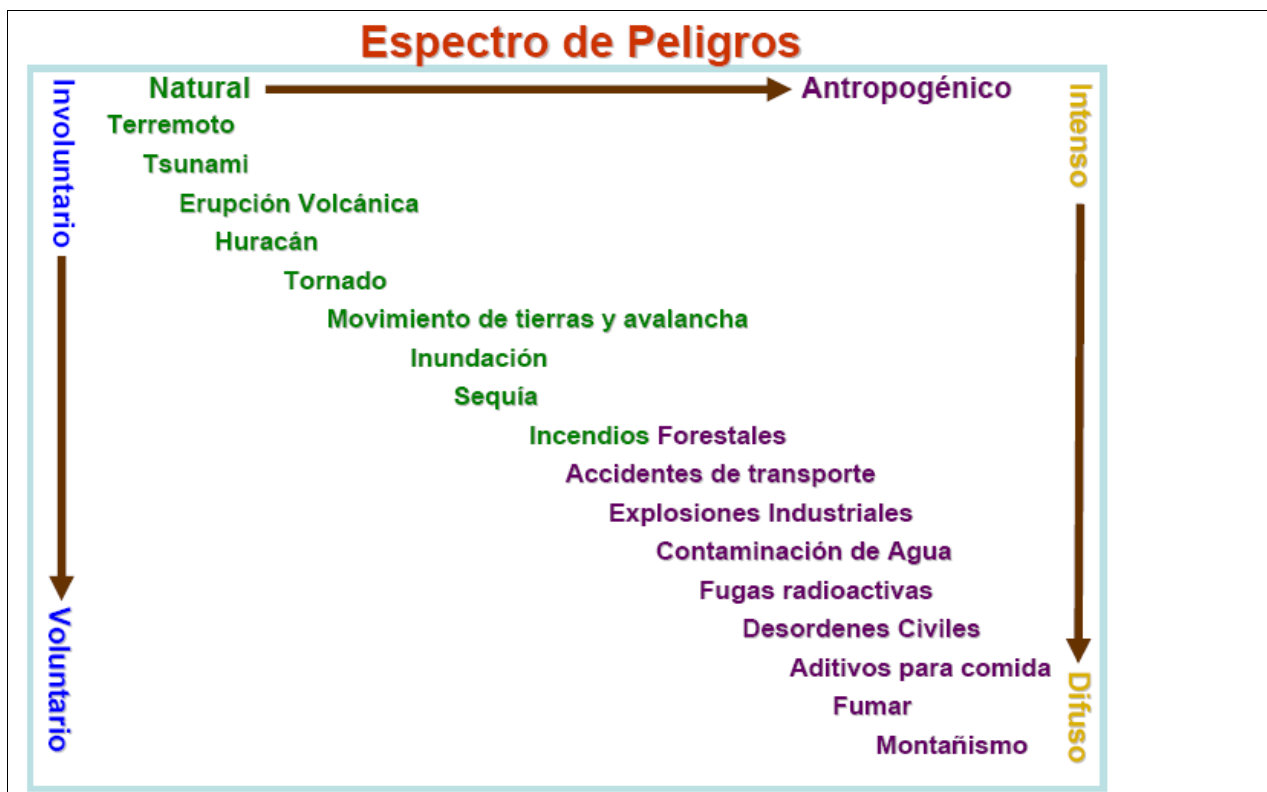 Espectro de Peligros
Involuntario
Natural
Antropogénico
Intenso
Terremoto
Tsunami
Erupción Volcánica
Huracán
Tornado
Movimiento de tierras y avalancha
Inundación
Sequía
Incendios Forestales
Accidentes de transporte
Explosiones Industriales
Contaminación de Agua
Fugas radioactivas
Desordenes Civiles
Aditivos para comida
Fumar
Montañismo
Voluntario
Difuso